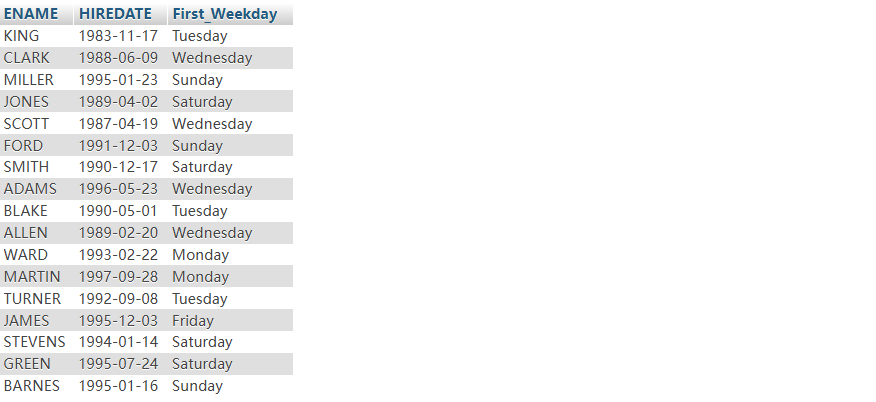 ENAME HIREDATE First_Weekday
KING 1983-11-17 Tuesday
CLARK 1988-06-09 Wednesday
MILLER 1995-01-23 Sunday
JONES 1989-04-02 Saturday
SCOTT 1987-04-19 Wednesday
FORD 1991-12-03 Sunday
SMITH 1990-12-17 Saturday
ADAMS 1996-05-23 Wednesday
BLAKE 1990-05-01 Tuesday
ALLEN 1989-02-20 Wednesday
WARD 1993-02-22 Monday
MARTIN 1997-09-28 Monday
TURNER 1992-09-08 Tuesday
JAMES 1995-12-03 Friday
STEVENS 1994-01-14 Saturday
GREEN 1995-07-24 Saturday
BARNES 1995-01-16 Sunday